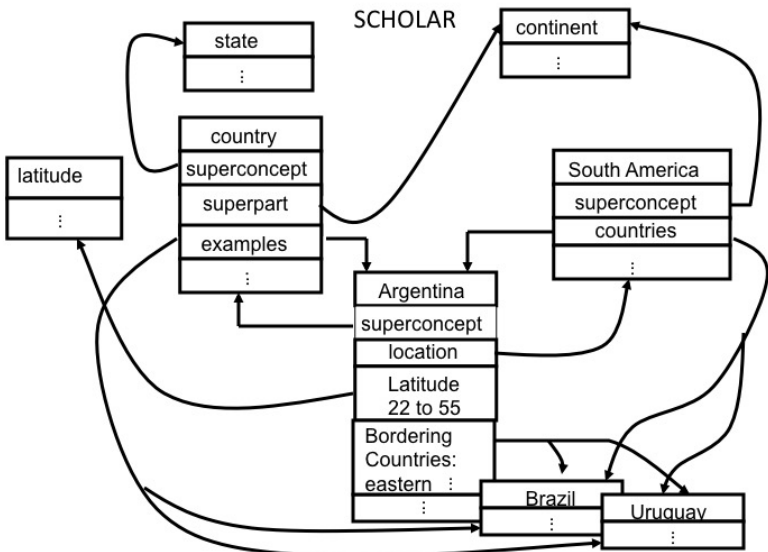 SCHOLAR
state
⋮
continent
⋮
country
superconcept
superpart
examples
⋮
latitude
⋮
South America
superconcept
countries
⋮
Argentina
superconcept
location
Latitude
22 to 55
Bordering
Countries:
eastern ⋮
⋮
Brazil
⋮
Uruguay
⋮